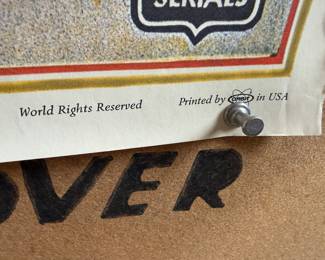 SERIALS
World Rights Reserved
Printed by in USA
OVER